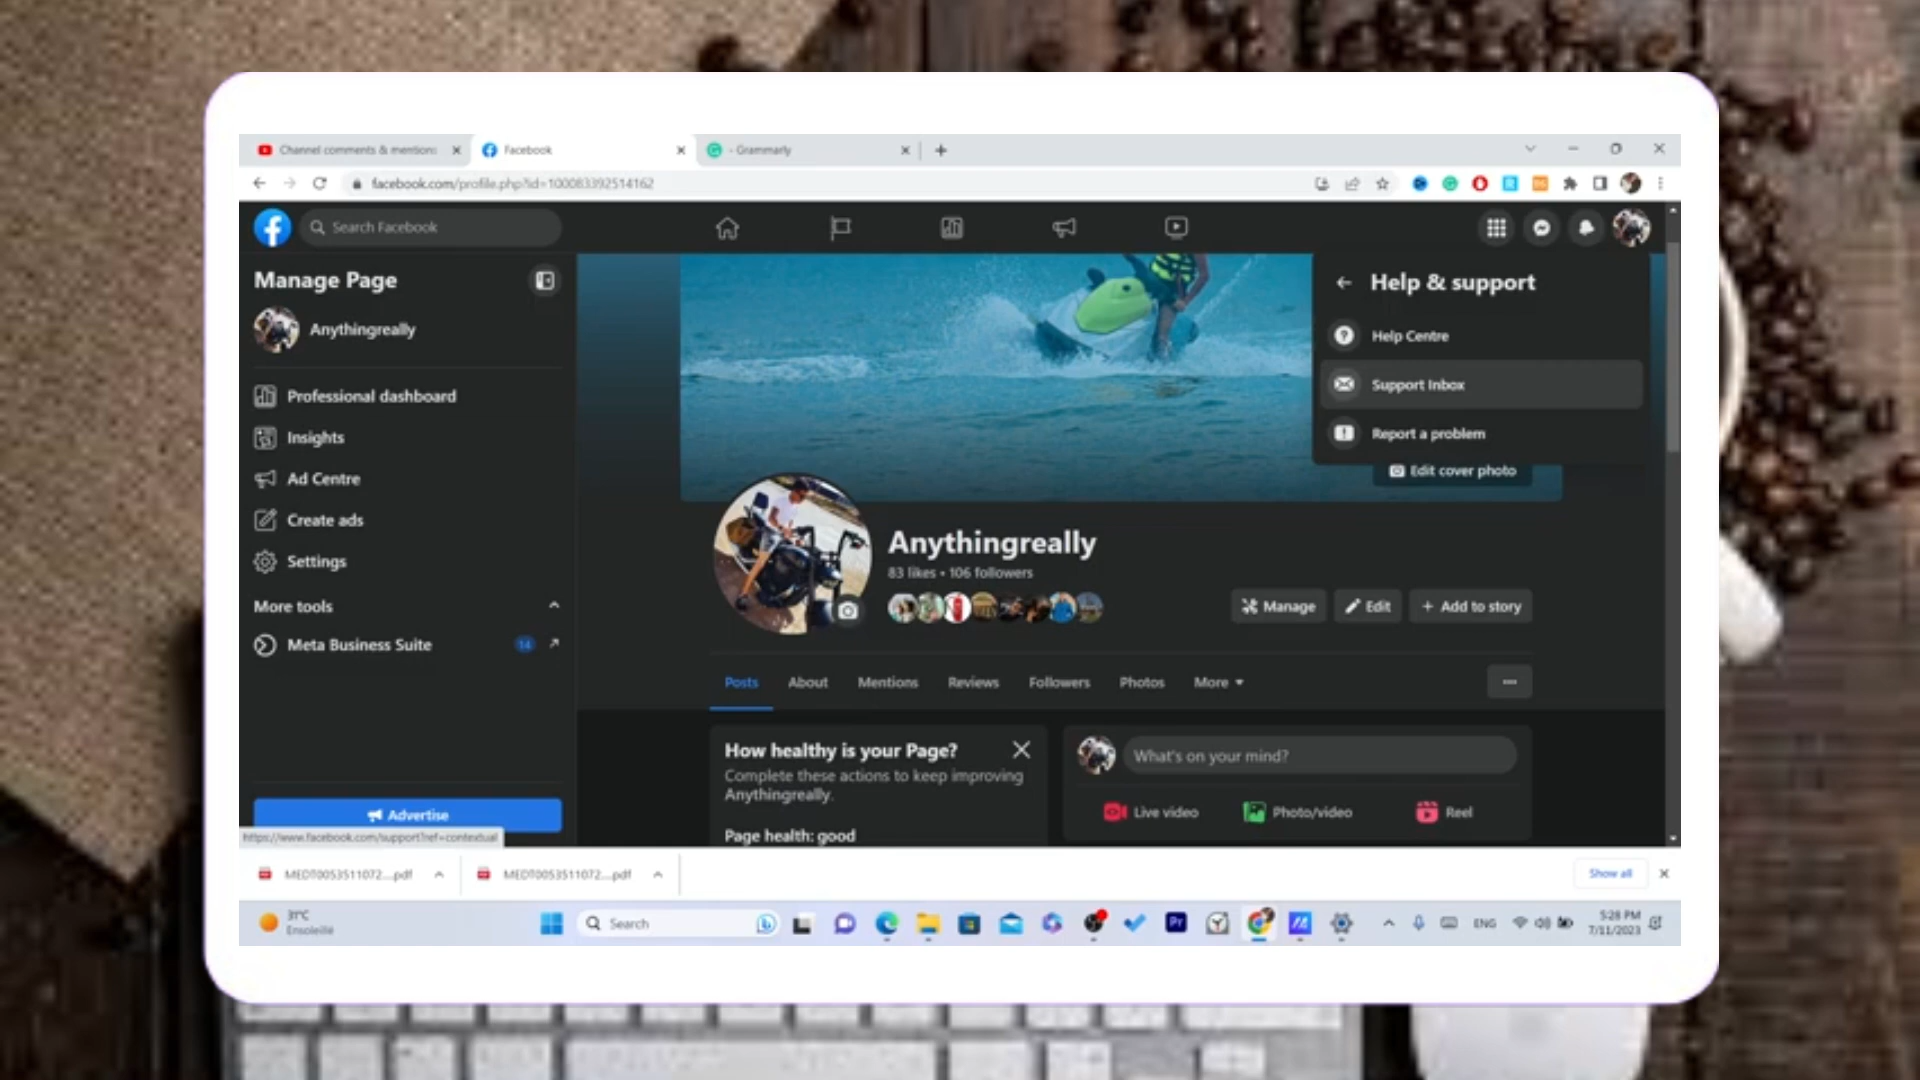 Channel comments & mentions
Facebook
- Grammarly
facebook.com/profile.php?id=100083392514162
Search Facebook
Manage Page
Anythingreally
Professional dashboard
Insights
Ad Centre
Create ads
Settings
More tools
Meta Business Suite
14
Advertise
https://www.facebook.com/support?ref=contextual
Help & support
Help Centre
Support Inbox
Report a problem
Edit cover photo
Anythingreally
83 likes • 106 followers
Manage
Edit
+ Add to story
Posts
About
Mentions
Reviews
Followers
Photos
More
How healthy is your Page?
Complete these actions to keep improving
Anythingreally.
Page health: good
What's on your mind?
Live video
Photo/video
Reel
MEDT0053511072....pdf
MEDT0053511072....pdf
Show all
31°C
Ensoleillé
Search
Pr
ENG
5:28 PM
7/11/2023